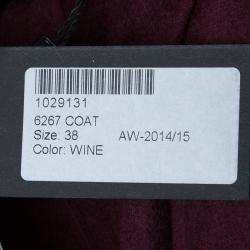 1029131
6267 COAT
Size: 38 AW-2014/15
Color: WINE